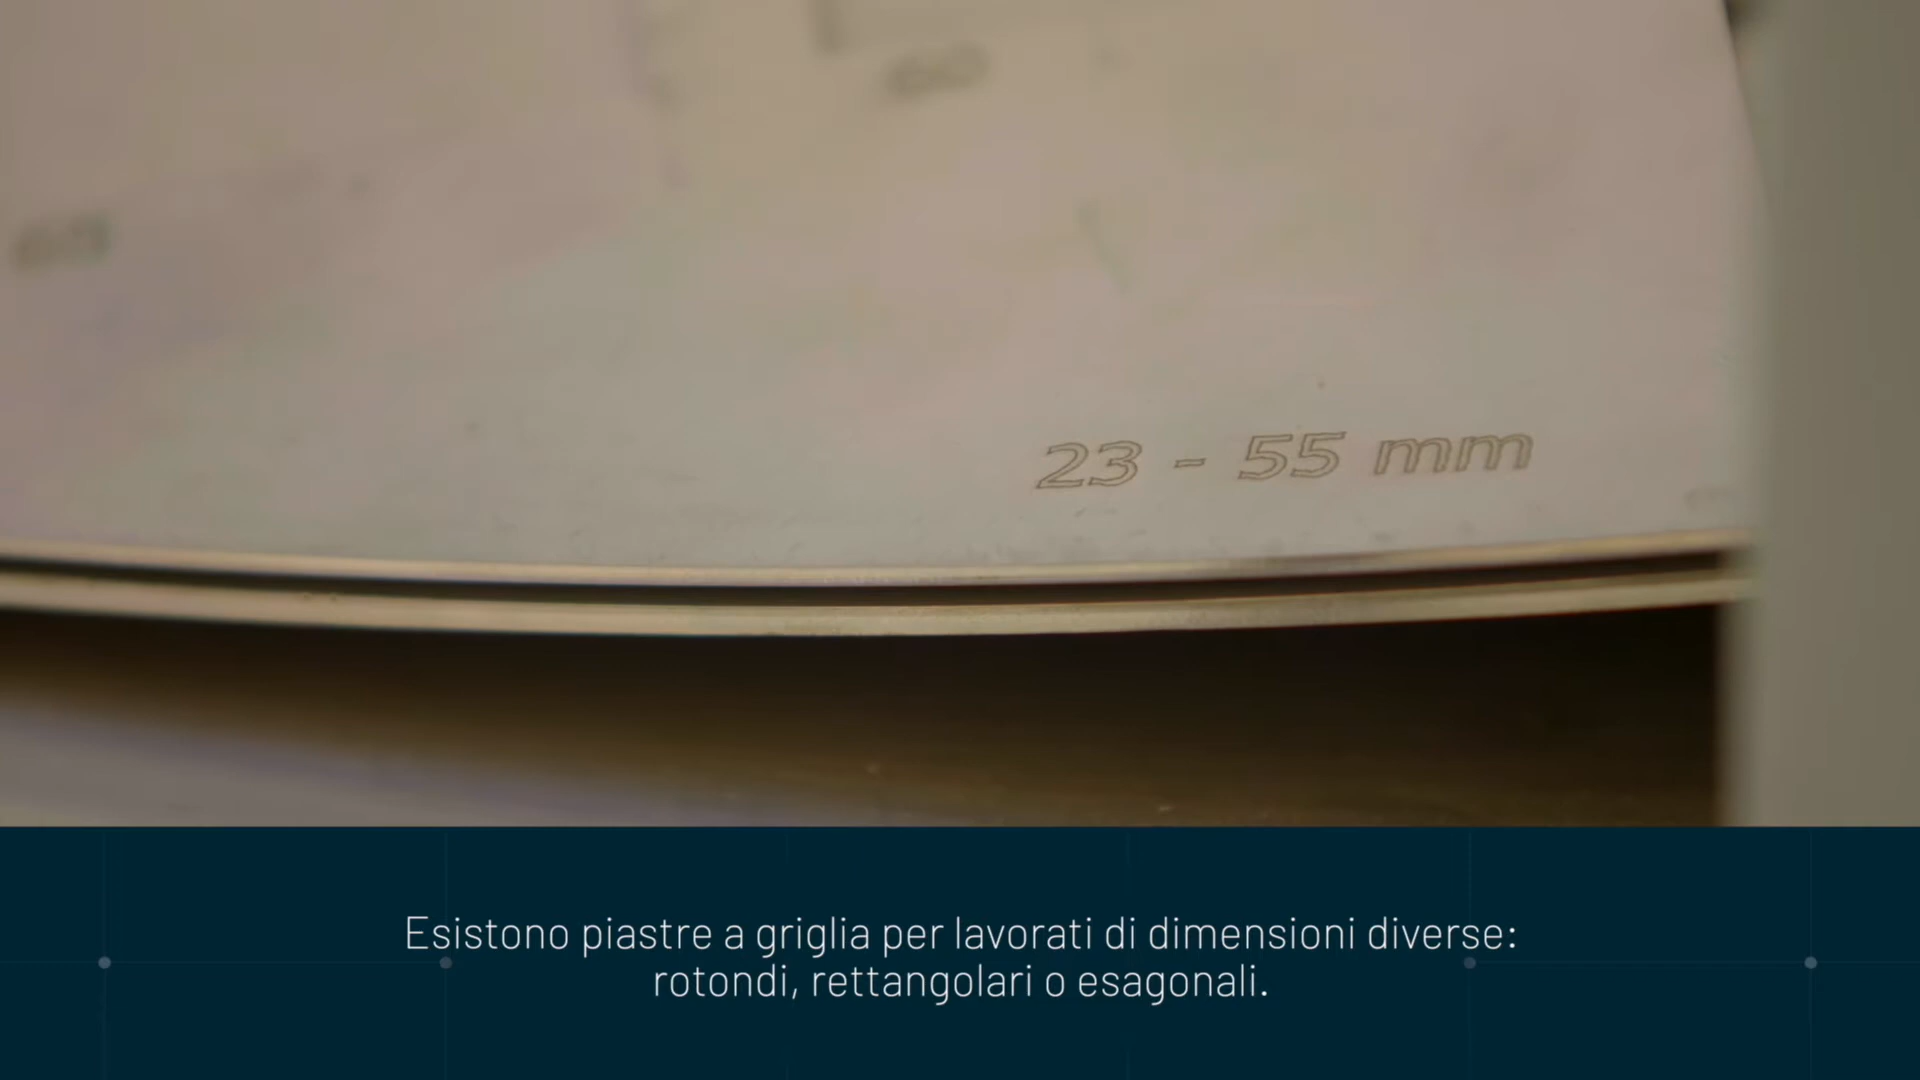 23 - 55 mm
Esistono piastre a griglia per lavorati di dimensioni diverse:
rotondi, rettangolari o esagonali.